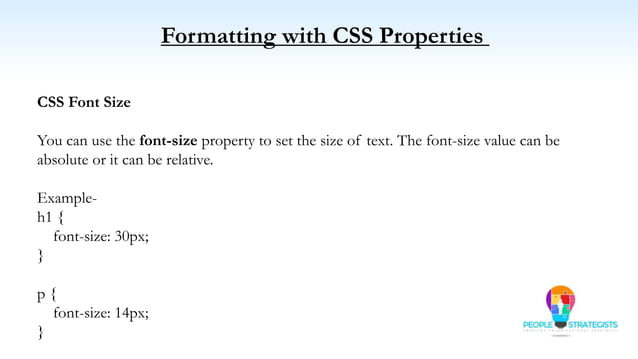 Formatting with CSS Properties
CSS Font Size
You can use the font-size property to set the size of text. The font-size value can be
absolute or it can be relative.
Example-
h1 {
font-size: 30px;
}
p {
font-size: 14px;
}
PEOPLE STRATEGISTS